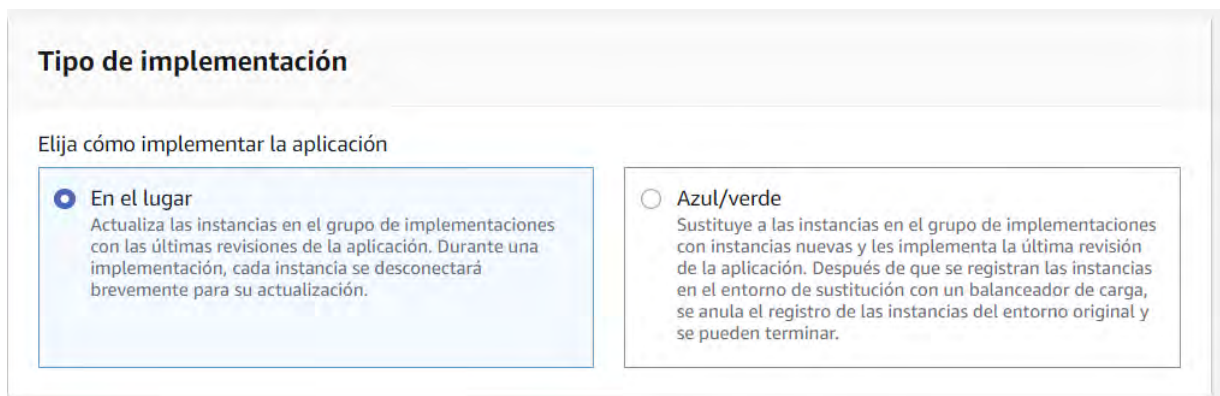 Tipo de implementación
Elija cómo implementar la aplicación
En el lugar
Actualiza las instancias en el grupo de implementaciones
con las últimas revisiones de la aplicación. Durante una
implementación, cada instancia se desconectará
brevemente para su actualización.
Azul/verde
Sustituye a las instancias en el grupo de implementaciones
con instancias nuevas y les implementa la última revisión
de la aplicación. Después de que se registran las instancias
en el entorno de sustitución con un balanceador de carga,
se anula el registro de las instancias del entorno original y
se pueden terminar.